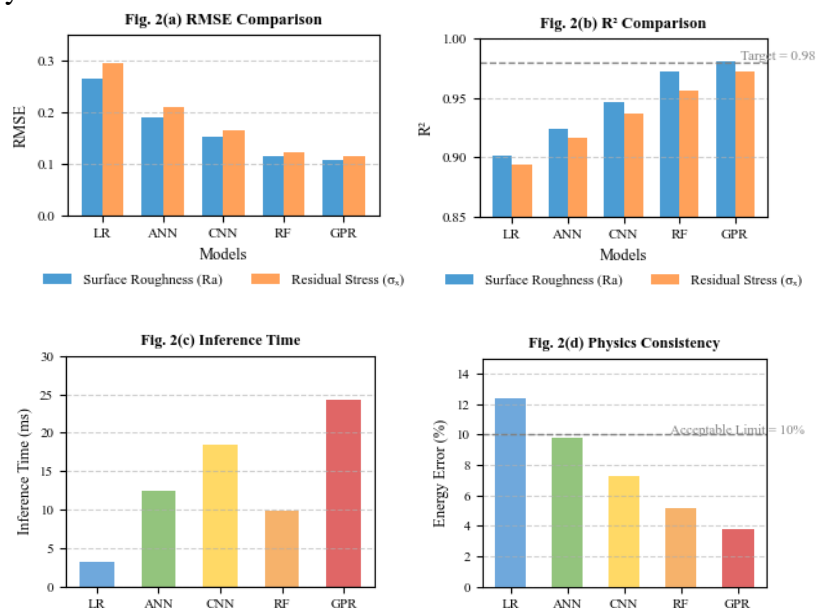 Fig. 2(a) RMSE Comparison
RMSE
0.3
0.2
0.1
0.0
LR ANN CNN RF GPR
Models
Surface Roughness (Ra) Residual Stress (σₓ)
Fig. 2(b) R² Comparison
R²
1.00
0.95
0.90
0.85
Target = 0.98
LR ANN CNN RF GPR
Models
Surface Roughness (Ra) Residual Stress (σₓ)
Fig. 2(c) Inference Time
Inference Time (ms)
30
25
20
15
10
5
0
LR ANN CNN RF GPR
Fig. 2(d) Physics Consistency
Energy Error (%)
14
12
10
8
6
4
2
0
Acceptable Limit = 10%
LR ANN CNN RF GPR